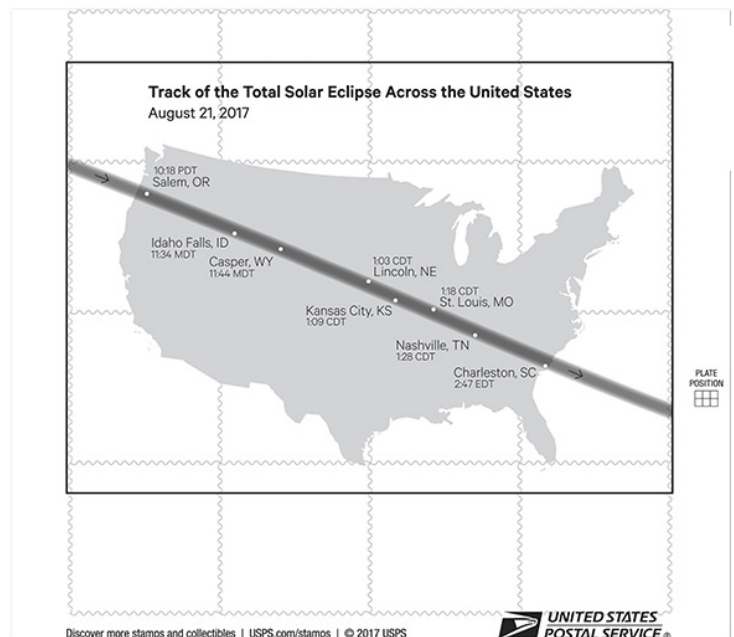 Track of the Total Solar Eclipse Across the United States
August 21, 2017
10:18 PDT
Salem, OR
Idaho Falls, ID
11:34 MDT
Casper, WY
11:44 MDT
1:03 CDT
Lincoln, NE
Kansas City, KS
1:09 CDT
1:18 CDT
St. Louis, MO
Nashville, TN
1:28 CDT
Charleston, SC
2:47 EDT
PLATE
POSITION
Discover more stamps and collectibles | USPS.com/stamps | © 2017 USPS
UNITED STATES
POSTAL SERVICE®